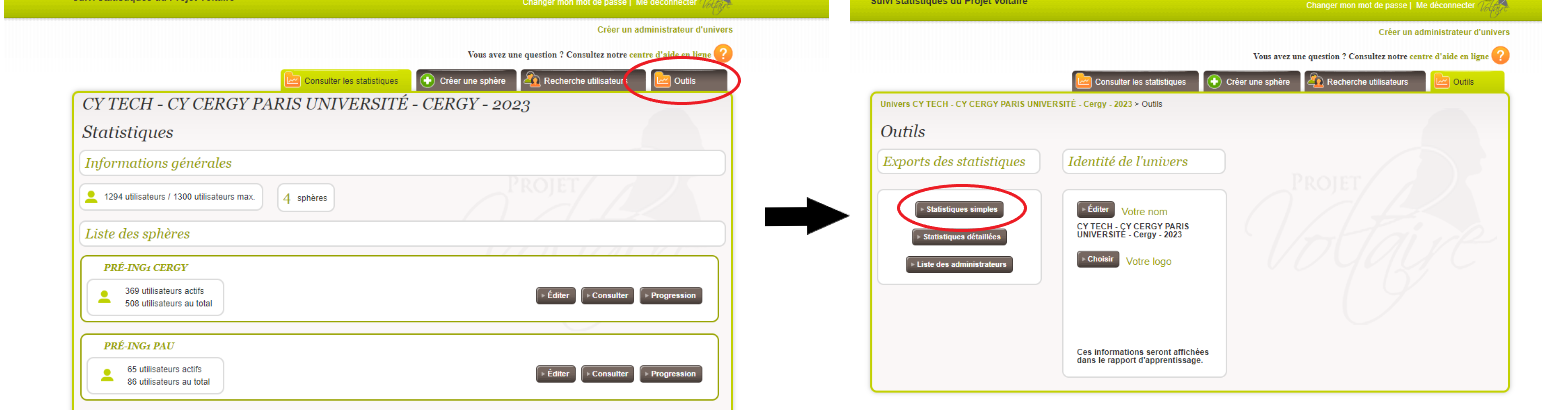 Suivi statistiques du Projet Voltaire
Changer mon mot de passe | Me déconnecter
Voltaire
Créer un administrateur d'univers
Vous avez une question ? Consultez notre centre d'aide en ligne ?
Consulter les statistiques
Créer une sphère
Recherche utilisateurs
Outils
CY TECH - CY CERGY PARIS UNIVERSITÉ - CERGY - 2023
Statistiques
Informations générales
1294 utilisateurs / 1300 utilisateurs max.
4 sphères
PROJET
Liste des sphères
PRÉ-ING1 CERGY
369 utilisateurs actifs
508 utilisateurs au total
Éditer
Consulter
Progression
PRÉ-ING1 PAU
65 utilisateurs actifs
86 utilisateurs au total
Éditer
Consulter
Progression
Suivi statistiques du Projet Voltaire
Changer mon mot de passe | Me déconnecter
Voltaire
Créer un administrateur d'univers
Vous avez une question ? Consultez notre centre d'aide en ligne ?
Consulter les statistiques
Créer une sphère
Recherche utilisateurs
Outils
Univers CY TECH - CY CERGY PARIS UNIVERSITÉ - Cergy - 2023 > Outils
Outils
Exports des statistiques
Statistiques simples
Statistiques détaillées
Liste des administrateurs
Identité de l'univers
Éditer Votre nom
CY TECH - CY CERGY PARIS
UNIVERSITÉ - Cergy - 2023
Choisir Votre logo
Ces informations seront affichées
dans le rapport d'apprentissage.
PROJET
Voltaire